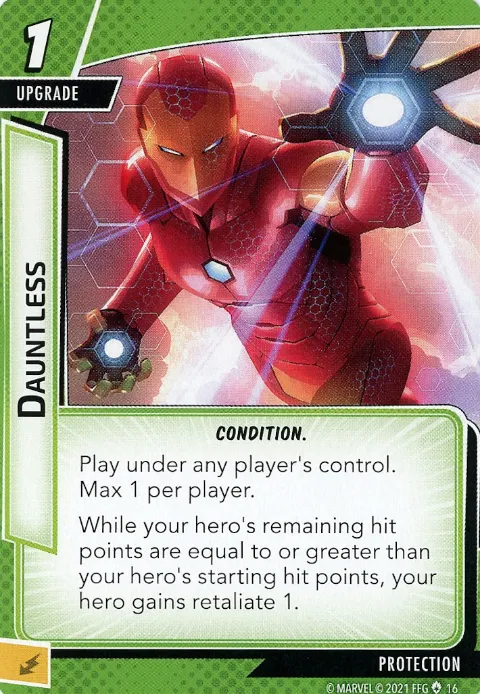 1
UPGRADE
DAUNTLESS
CONDITION.
Play under any player's control.
Max 1 per player.
While your hero's remaining hit
points are equal to or greater than
your hero's starting hit points, your
hero gains retaliate 1.
PROTECTION
© MARVEL © 2021 FFG 16